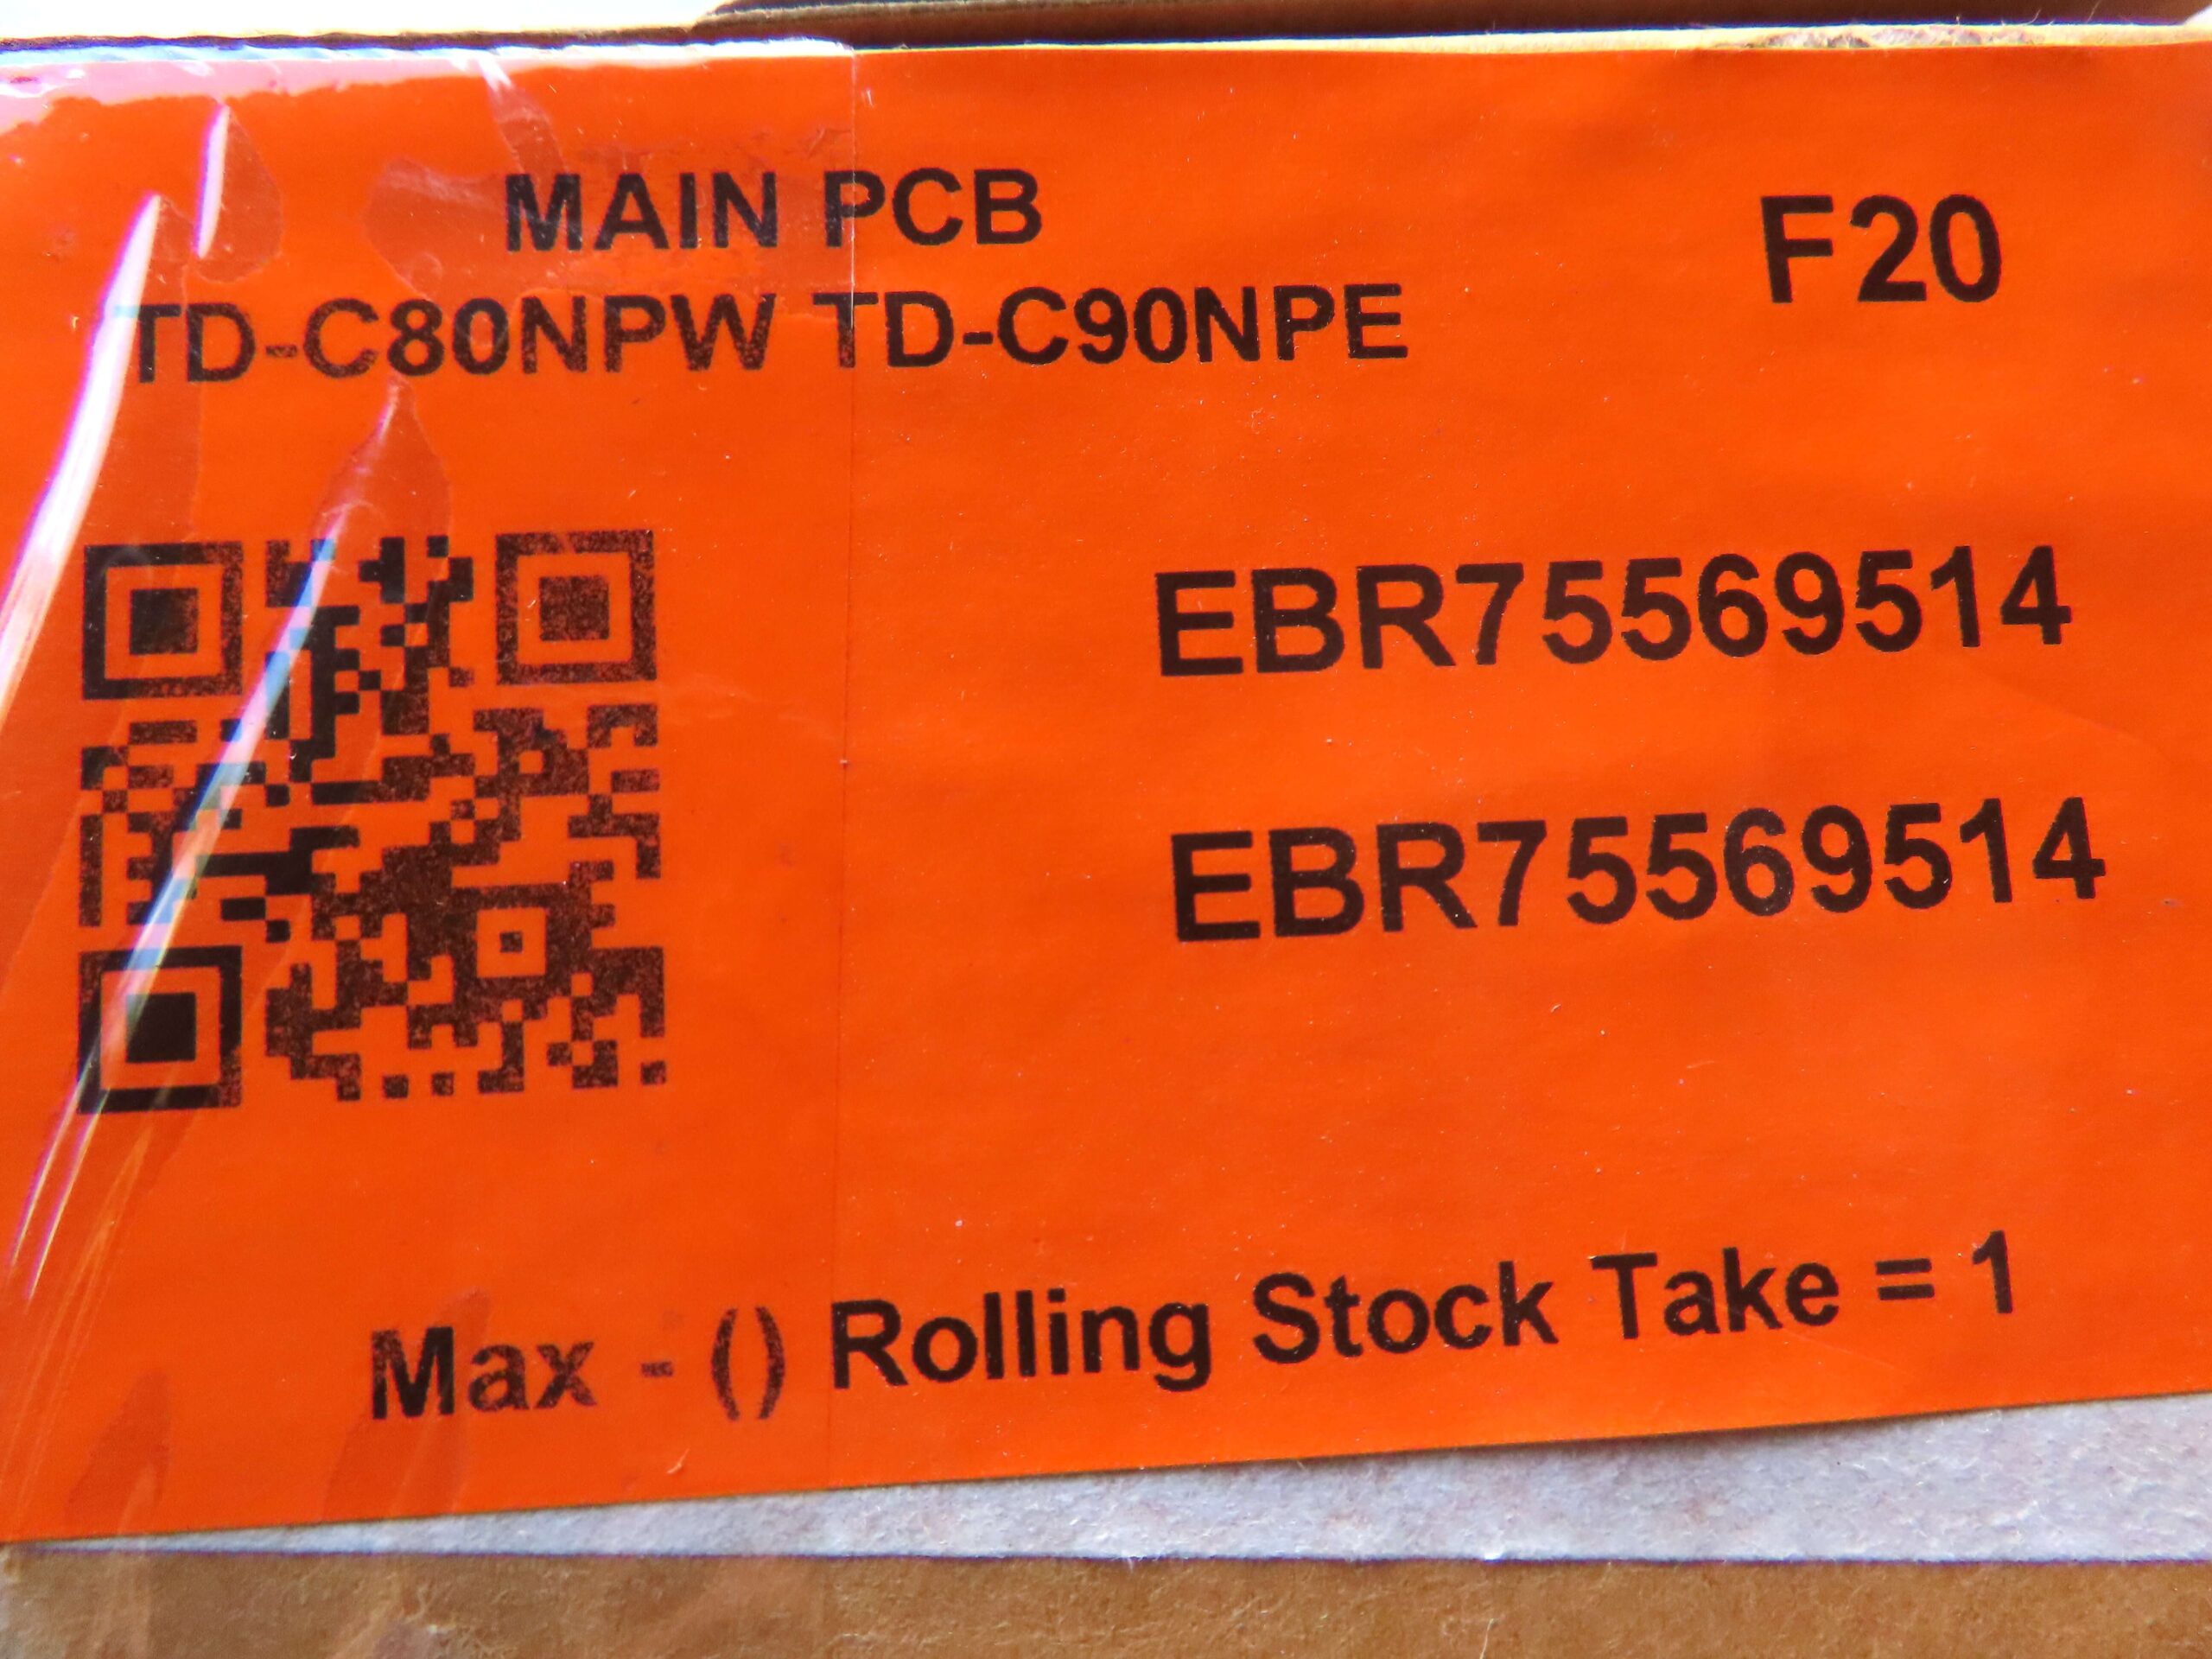 MAIN PCB
F20
TD-C80NPW TD-C90NPE
EBR75569514
EBR75569514
Max - () Rolling Stock Take = 1